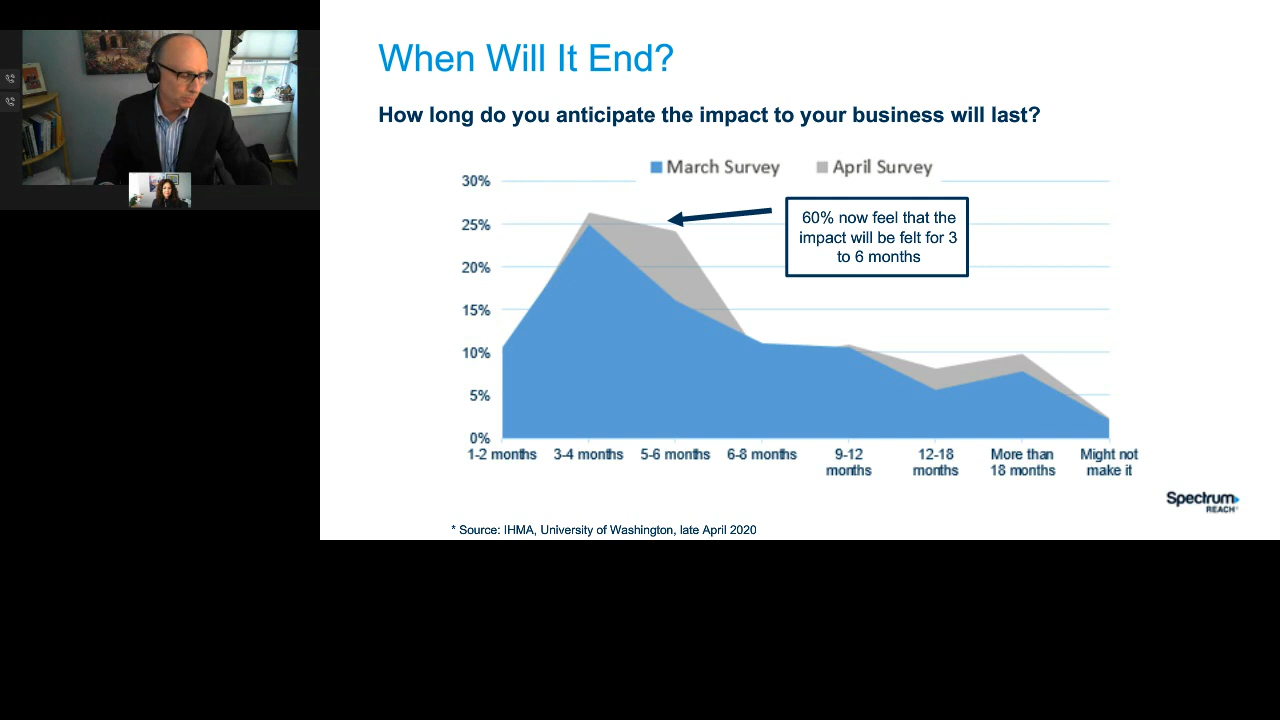 When Will It End?
How long do you anticipate the impact to your business will last?
March Survey
April Survey
30%
25%
20%
15%
10%
5%
0%
60% now feel that the
impact will be felt for 3
to 6 months
1-2 months
3-4 months
5-6 months
6-8 months
9-12
months
12-18
months
More than
18 months
Might not
make it
Spectrum
REACH
* Source: IHMA, University of Washington, late April 2020